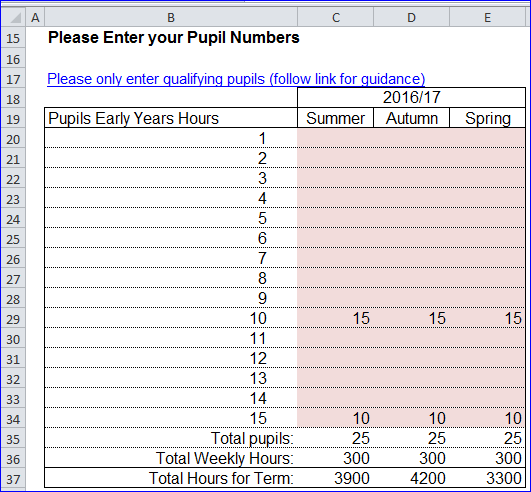 A B C D E
15 Please Enter your Pupil Numbers
16
17 Please only enter qualifying pupils (follow link for guidance)
18 2016/17
19 Pupils Early Years Hours Summer Autumn Spring
20 1
21 2
22 3
23 4
24 5
25 6
26 7
27 8
28 9
29 10 15 15 15
30 11
31 12
32 13
33 14
34 15 10 10 10
35 Total pupils: 25 25 25
36 Total Weekly Hours: 300 300 300
37 Total Hours for Term: 3900 4200 3300